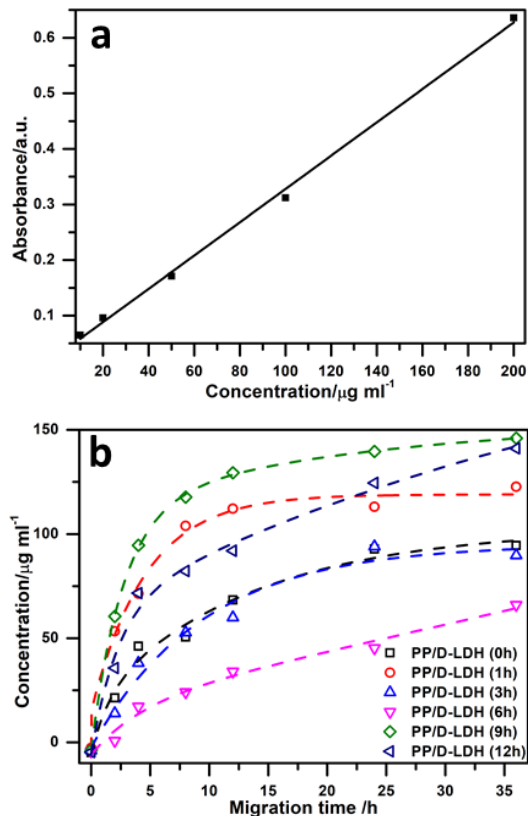 a
0.6
0.5
0.4
0.3
0.2
0.1
Absorbance/a.u.
20 40 60 80 100 120 140 160 180 200
Concentration/μg ml⁻¹
b
150
100
50
0
Concentration/μg ml⁻¹
PP/D-LDH (0h)
PP/D-LDH (1h)
PP/D-LDH (3h)
PP/D-LDH (6h)
PP/D-LDH (9h)
PP/D-LDH (12h)
0 5 10 15 20 25 30 35
Migration time /h